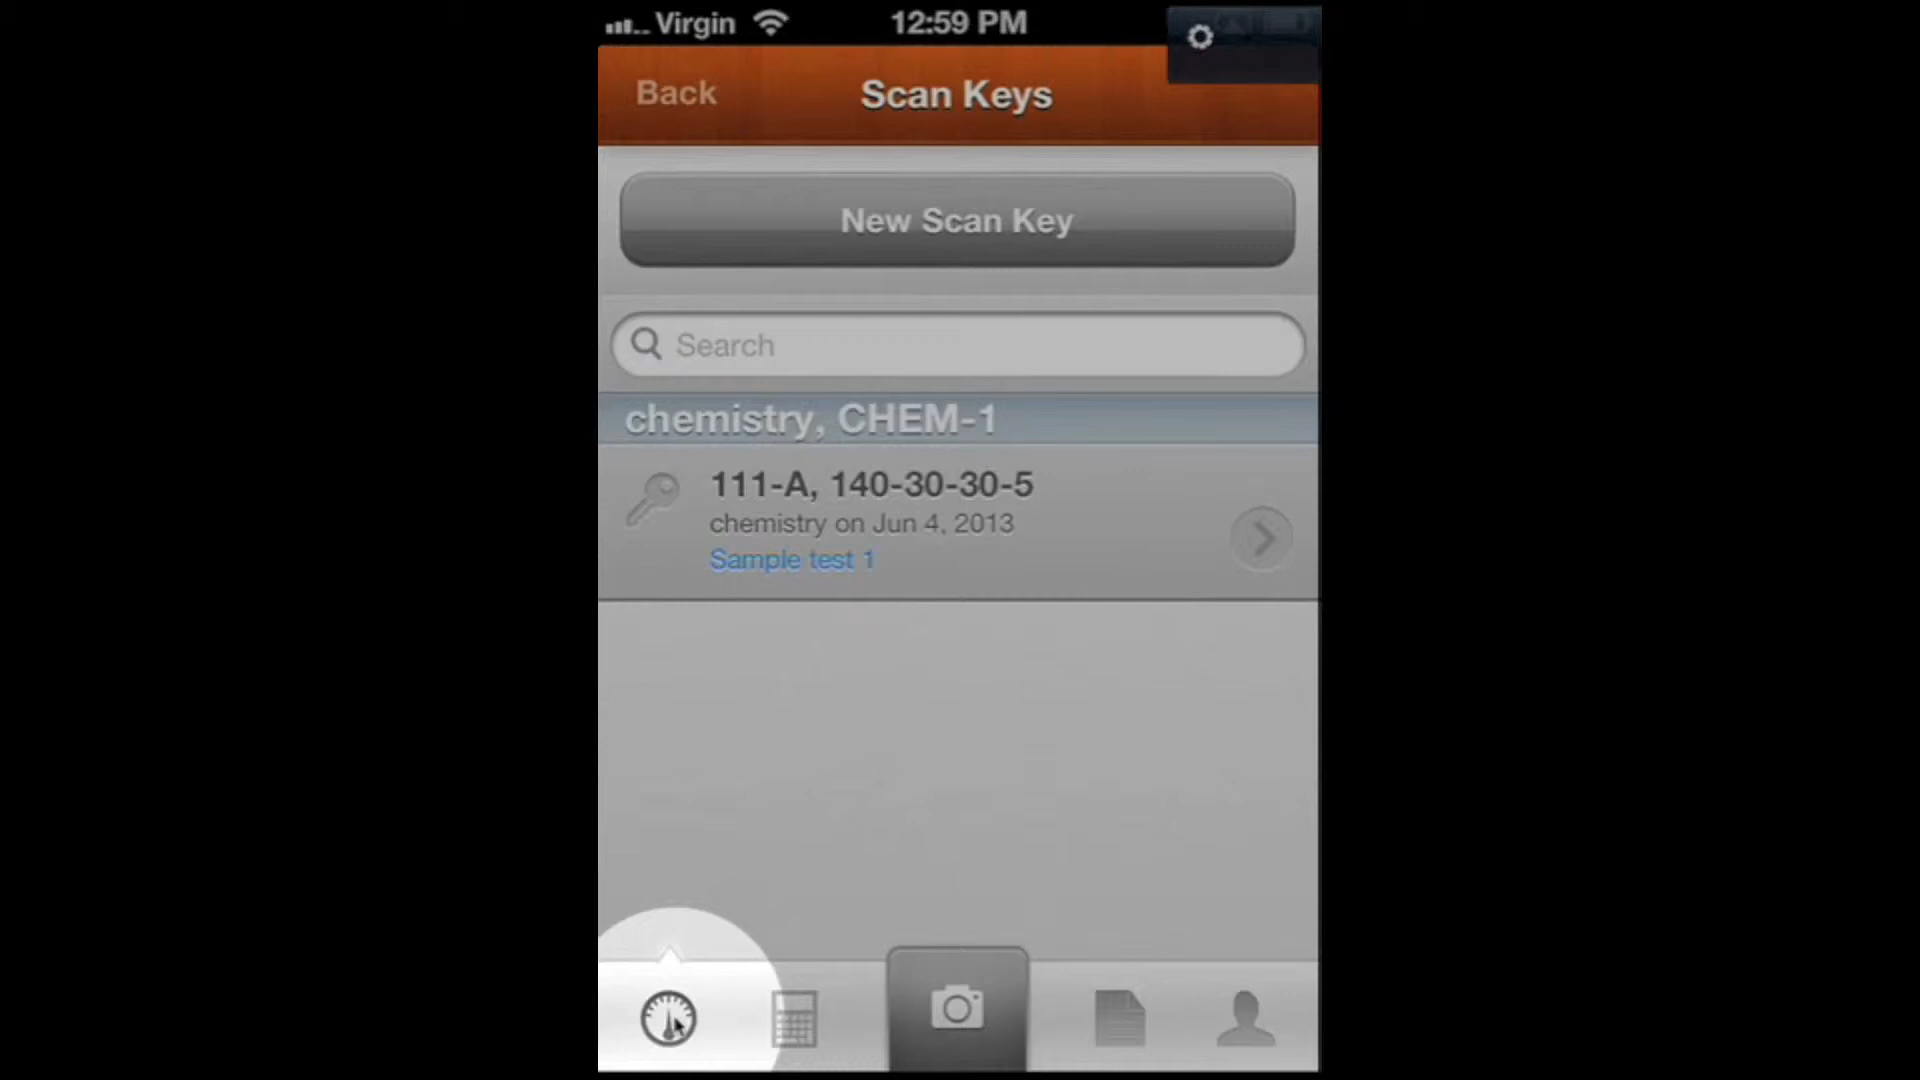 Virgin 12:59 PM
Back Scan Keys
New Scan Key
Search
chemistry, CHEM-1
111-A, 140-30-30-5
chemistry on Jun 4, 2013
Sample test 1